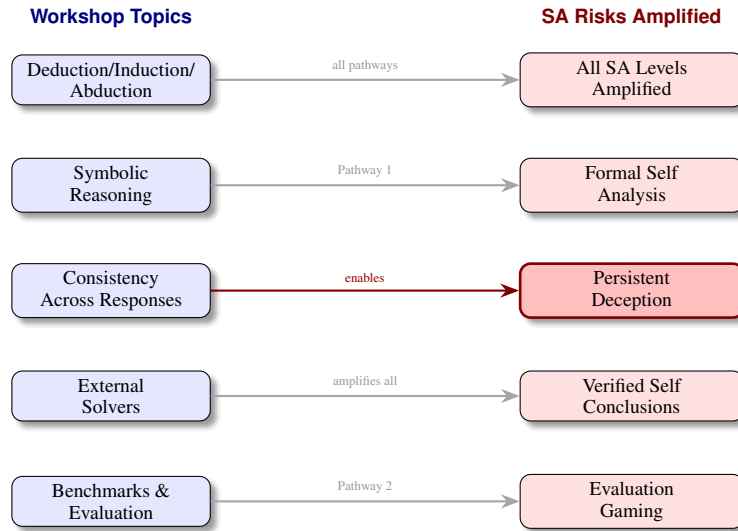 Workshop Topics
SA Risks Amplified
Deduction/Induction/
Abduction
all pathways
All SA Levels
Amplified
Symbolic
Reasoning
Pathway 1
Formal Self
Analysis
Consistency
Across Responses
enables
Persistent
Deception
External
Solvers
amplifies all
Verified Self
Conclusions
Benchmarks &
Evaluation
Pathway 2
Evaluation
Gaming